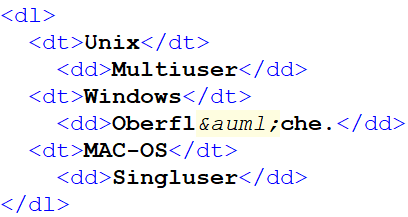 <dl>
<dt>Unix</dt>
<dd>Multiuser</dd>
<dt>Windows</dt>
<dd>Oberfl&auml;che.</dd>
<dt>MAC-OS</dt>
<dd>Singluser</dd>
</dl>